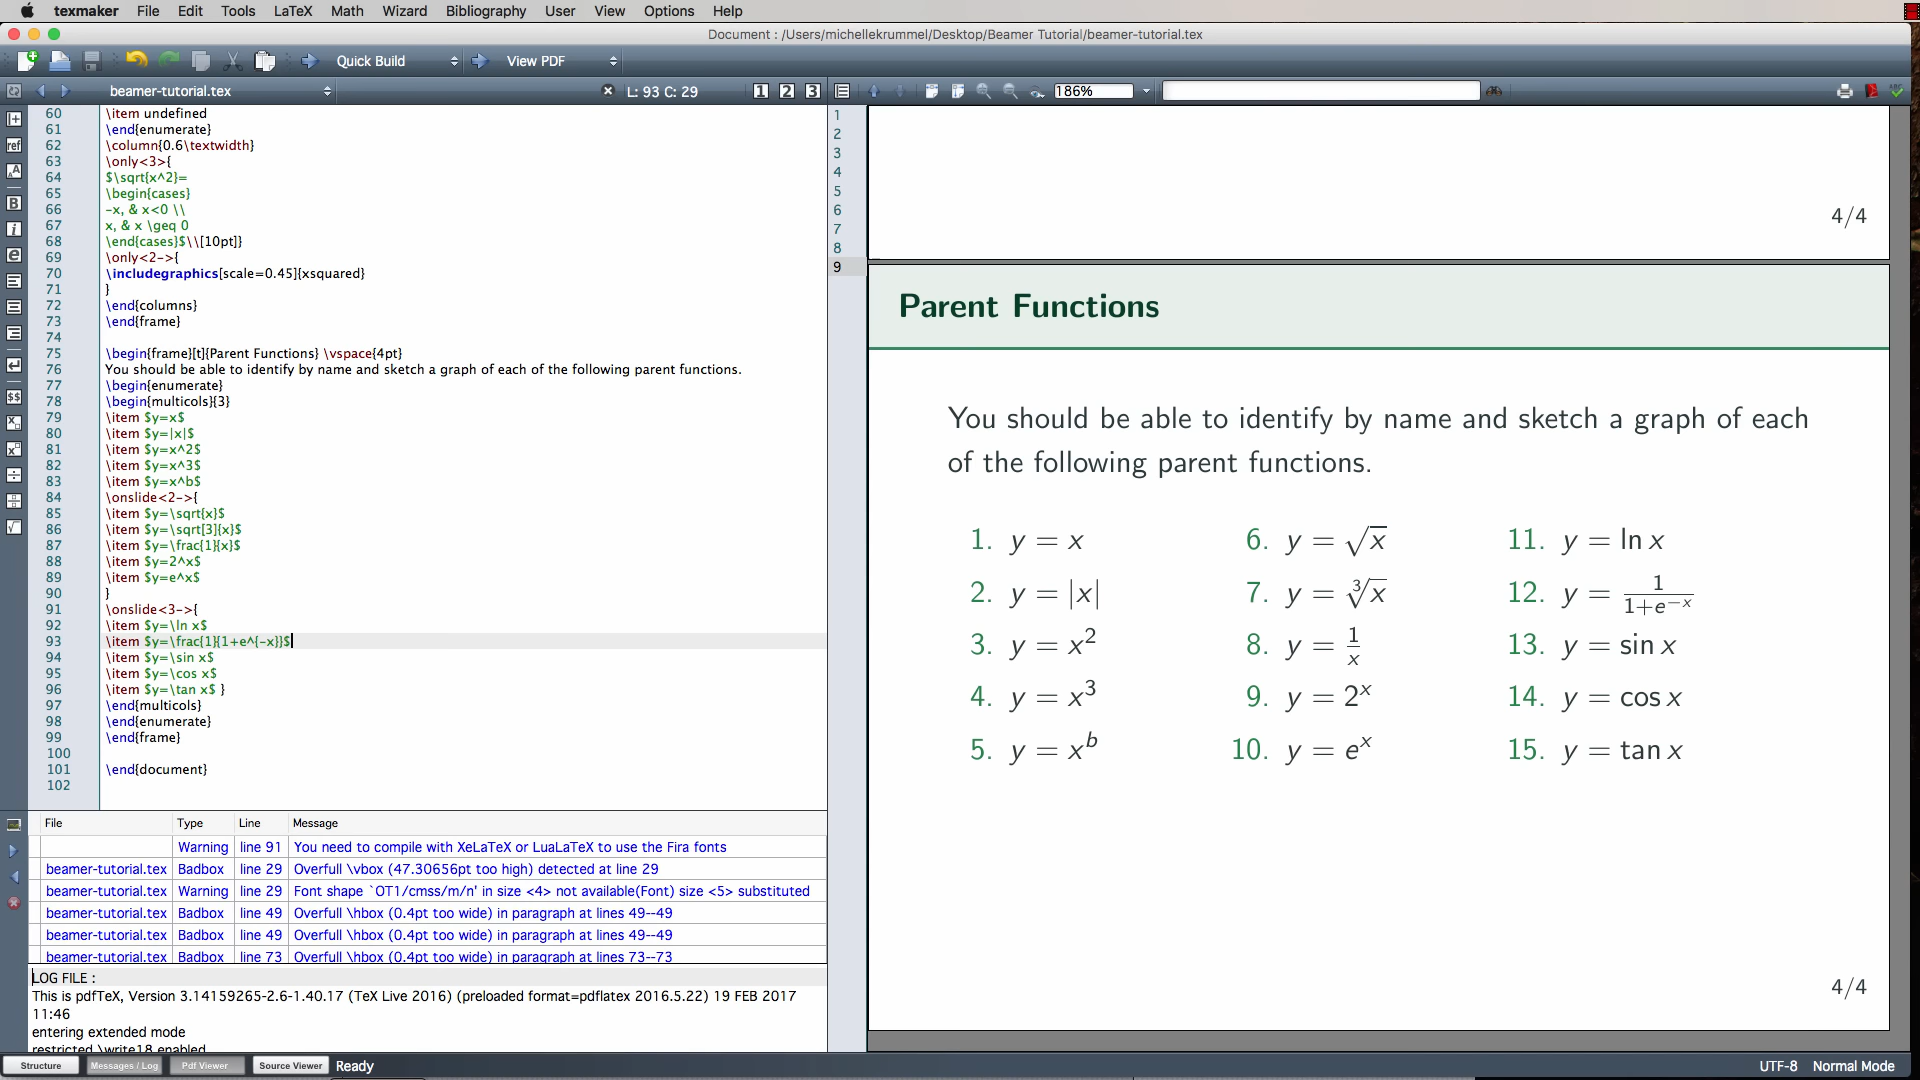 texmaker File Edit Tools LaTeX Math Wizard Bibliography User View Options Help
Document : /Users/michellekrummel/Desktop/Beamer Tutorial/beamer-tutorial.tex
Quick Build View PDF
beamer-tutorial.tex L: 93 C: 29 1 2 3 186%
60 \item undefined
61 \end{enumerate}
62 \column{0.6\textwidth}
63 \only<3>{
64 $\sqrt{x^2}=
65 \begin{cases}
66 -x, & x<0 \\
67 x, & x \geq 0
68 \end{cases}$\\[10pt]}
69 \only<2->{
70 \includegraphics[scale=0.45]{xsquared}
71 }
72 \end{columns}
73 \end{frame}
74
75 \begin{frame}[t]{Parent Functions} \vspace{4pt}
76 You should be able to identify by name and sketch a graph of each of the following parent functions.
77 \begin{enumerate}
78 \begin{multicols}{3}
79 \item $y=x$
80 \item $y=|x|$
81 \item $y=x^2$
82 \item $y=x^3$
83 \item $y=x^b$
84 \onslide<2->{
85 \item $y=\sqrt{x}$
86 \item $y=\sqrt[3]{x}$
87 \item $y=\frac{1}{x}$
88 \item $y=2^x$
89 \item $y=e^x$
90 }
91 \onslide<3->{
92 \item $y=\ln x$
93 \item $y=\frac{1}{1+e^{-x}}$
94 \item $y=\sin x$
95 \item $y=\cos x$
96 \item $y=\tan x$ }
97 \end{multicols}
98 \end{enumerate}
99 \end{frame}
100
101 \end{document}
102
ref
B
i
e
$$
1
2
3
4
5
6
7
8
9
4/4
Parent Functions
You should be able to identify by name and sketch a graph of each
of the following parent functions.
1. y = x
2. y = |x|
3. y = x²
4. y = x³
5. y = xᵇ
6. y = √x
7. y = ∛x
8. y = 1/x
9. y = 2ˣ
10. y = eˣ
11. y = ln x
12. y = 1/(1+e⁻ˣ)
13. y = sin x
14. y = cos x
15. y = tan x
4/4
File Type Line Message
Warning line 91 You need to compile with XeLaTeX or LuaLaTeX to use the Fira fonts
beamer-tutorial.tex Badbox line 29 Overfull \vbox (47.30656pt too high) detected at line 29
beamer-tutorial.tex Warning line 29 Font shape `OT1/cmss/m/n' in size <4> not available(Font) size <5> substituted
beamer-tutorial.tex Badbox line 49 Overfull \hbox (0.4pt too wide) in paragraph at lines 49--49
beamer-tutorial.tex Badbox line 49 Overfull \hbox (0.4pt too wide) in paragraph at lines 49--49
beamer-tutorial.tex Badbox line 73 Overfull \hbox (0.4pt too wide) in paragraph at lines 73--73
LOG FILE :
This is pdfTeX, Version 3.14159265-2.6-1.40.17 (TeX Live 2016) (preloaded format=pdflatex 2016.5.22) 19 FEB 2017
11:46
entering extended mode
restricted \write18 enabled
Structure Messages / Log Pdf Viewer Source Viewer Ready UTF-8 Normal Mode